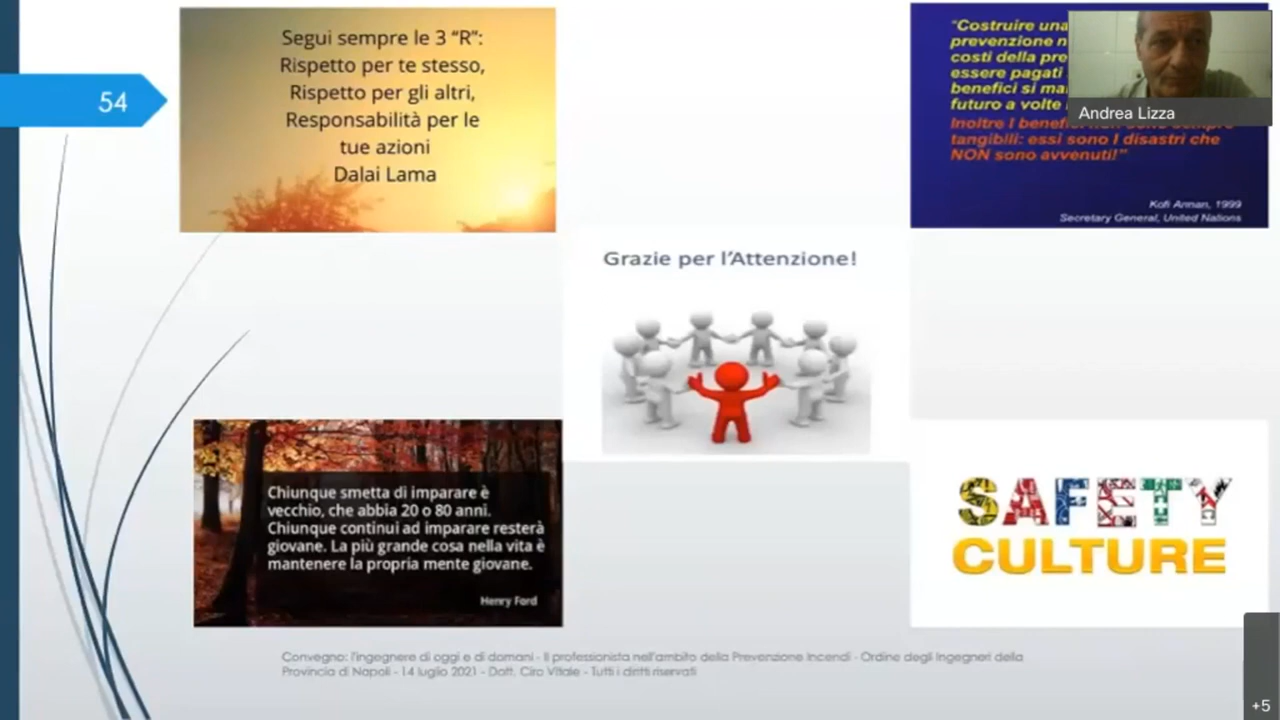 54
Segui sempre le 3 “R”:
Rispetto per te stesso,
Rispetto per gli altri,
Responsabilità per le
tue azioni
Dalai Lama
"Costruire una
prevenzione
costi della
essere pagati
benefici si
futuro a volte
Inoltre I
tangibili: essi sono I disastri che
NON sono avvenuti!"
Kofi Annan, 1999
Secretary General, United Nations
Andrea Lizza
Grazie per l'Attenzione!
Chiunque smetta di imparare è
vecchio, che abbia 20 o 80 anni.
Chiunque continui ad imparare resterà
giovane. La più grande cosa nella vita è
mantenere la propria mente giovane.
Henry Ford
SAFETY
CULTURE
Convegno: l'ingegnere di oggi e di domani - Il professionista nell'ambito della Prevenzione Incendi - Ordine degli Ingegneri della
Provincia di Napoli - 14 luglio 2021 - Dott. Ciro Vitale - Tutti i diritti riservati
+5